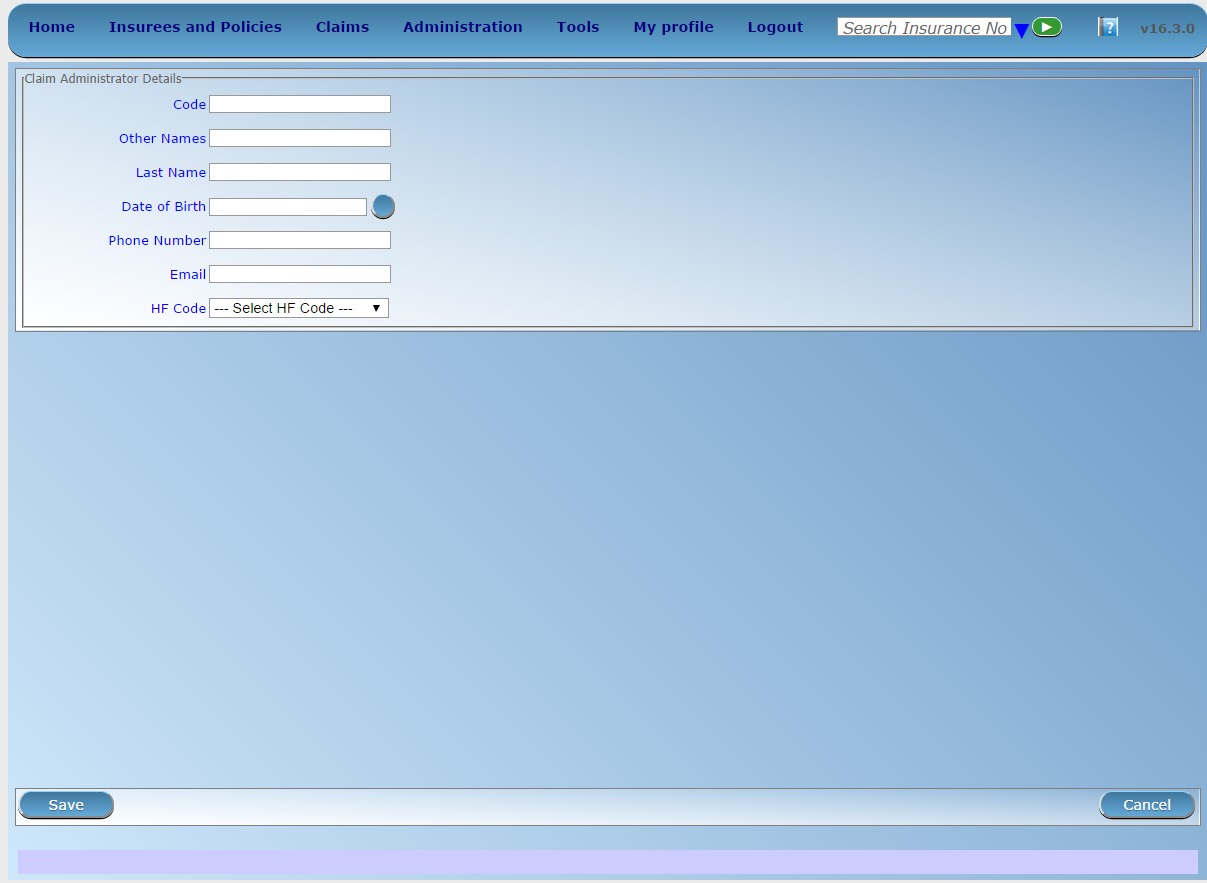 Home Insurees and Policies Claims Administration Tools My profile Logout Search Insurance No ? v16.3.0
Claim Administrator Details
Code
Other Names
Last Name
Date of Birth
Phone Number
Email
HF Code --- Select HF Code ---
Save Cancel